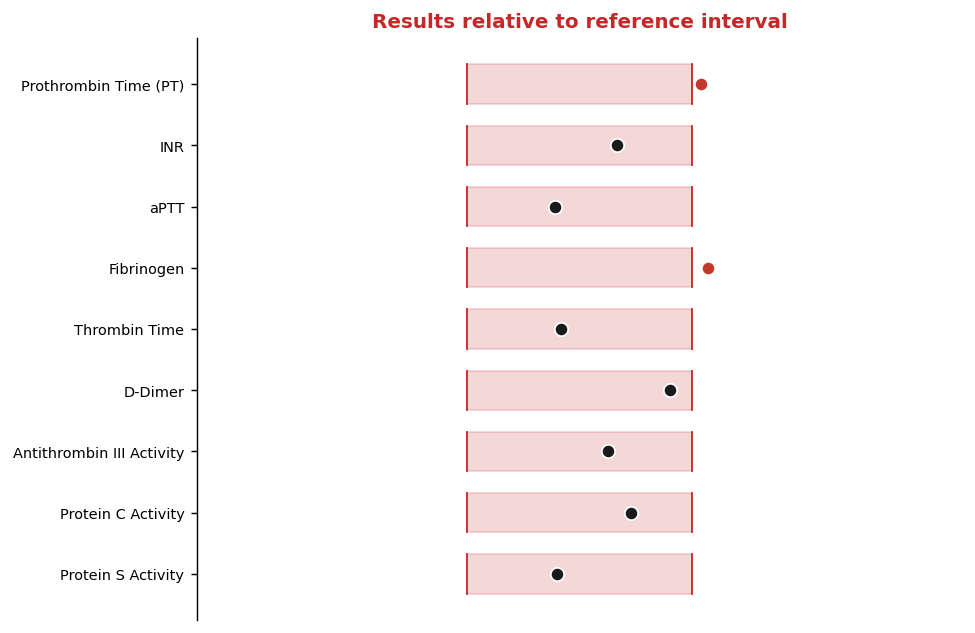 Results relative to reference interval
Prothrombin Time (PT)
INR
aPTT
Fibrinogen
Thrombin Time
D-Dimer
Antithrombin III Activity
Protein C Activity
Protein S Activity